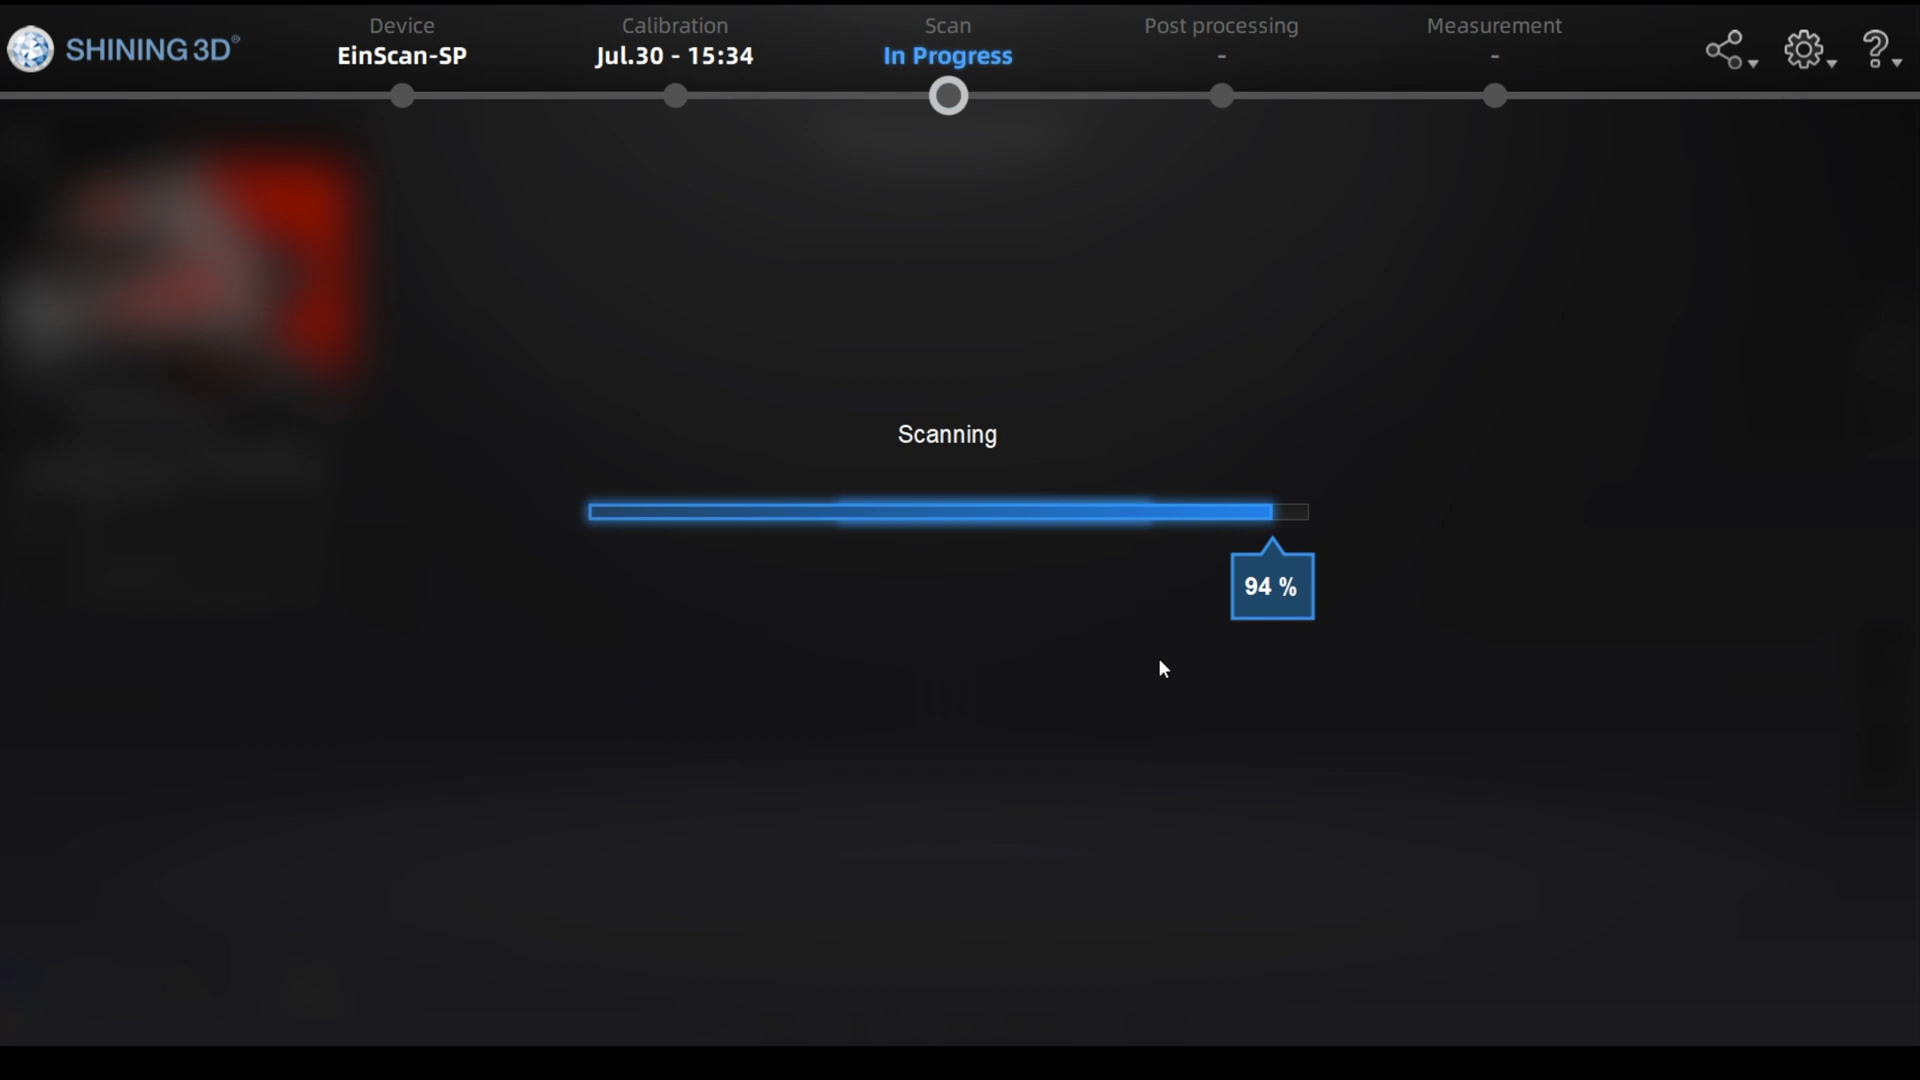 SHINING 3D®
Device
EinScan-SP
Calibration
Jul.30 - 15:34
Scan
In Progress
Post processing
-
Measurement
-
?
Scanning
94 %